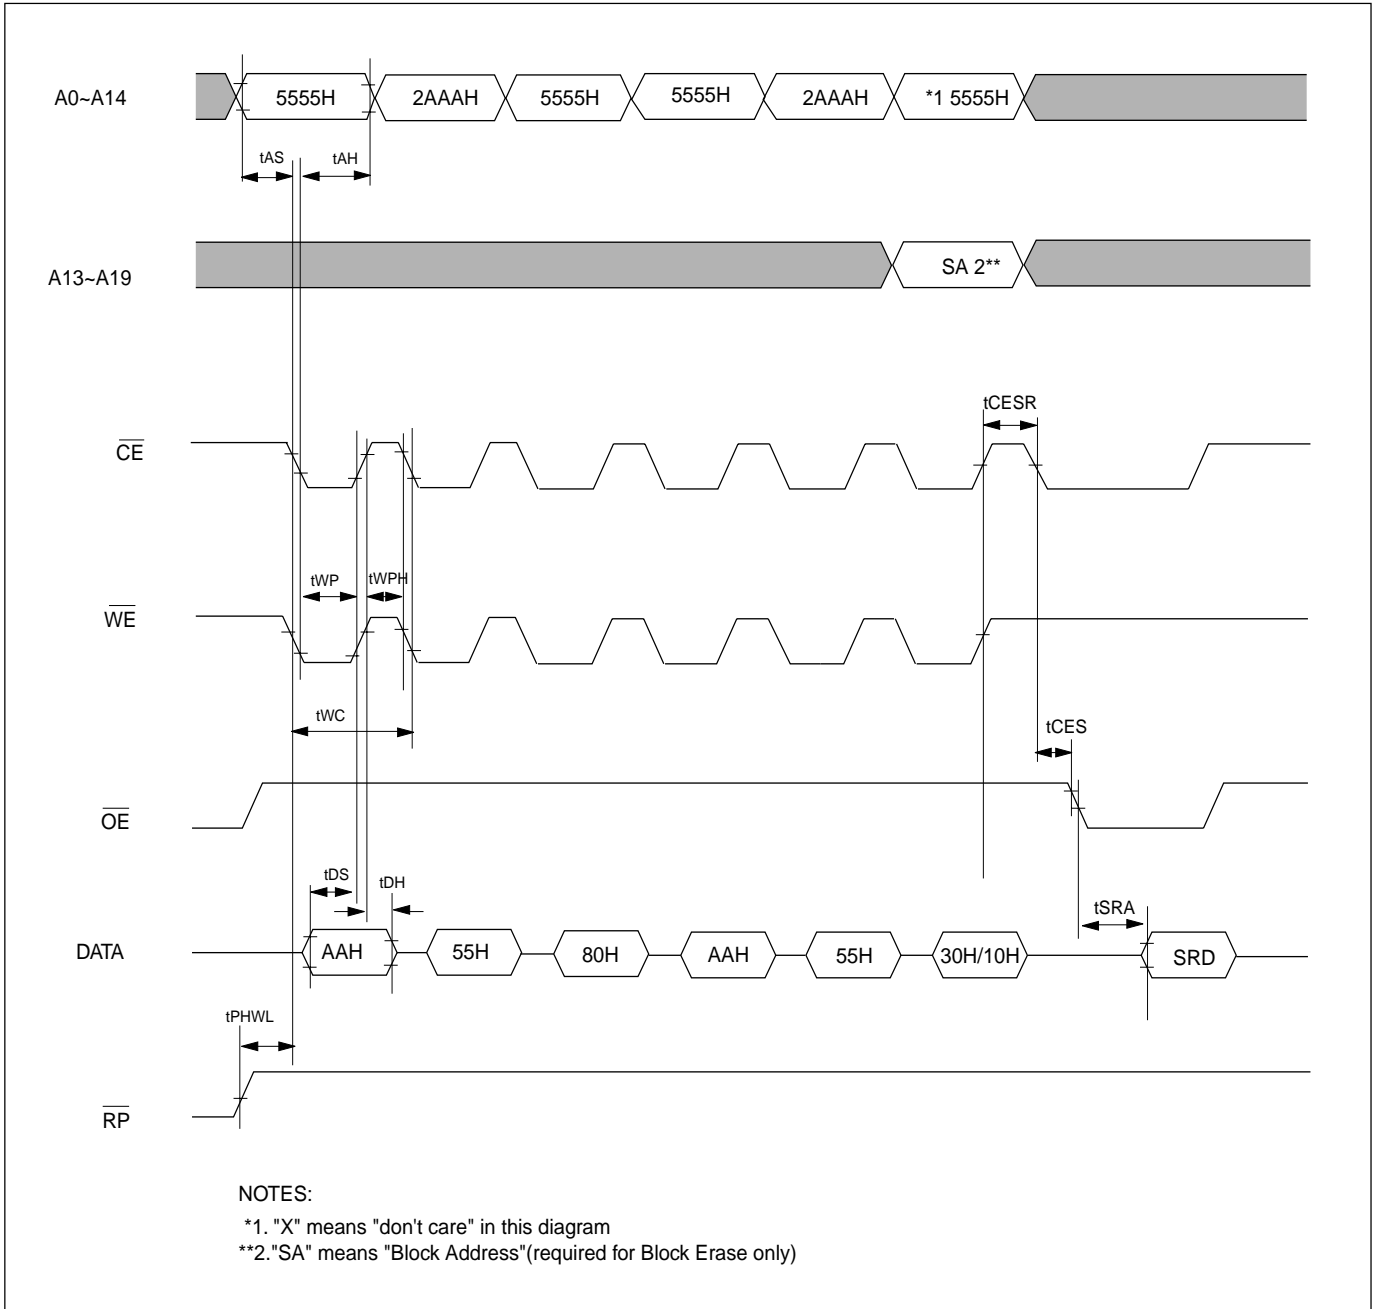 A0~A14 5555H 2AAAH 5555H 5555H 2AAAH *1 5555H
tAS tAH
A13~A19 SA 2**
tCESR
CE
tWP tWPH
WE
tWC
tCES
OE
tDS tDH
tSRA
DATA AAH 55H 80H AAH 55H 30H/10H SRD
tPHWL
RP
NOTES:
*1. "X" means "don't care" in this diagram
**2."SA" means "Block Address"(required for Block Erase only)